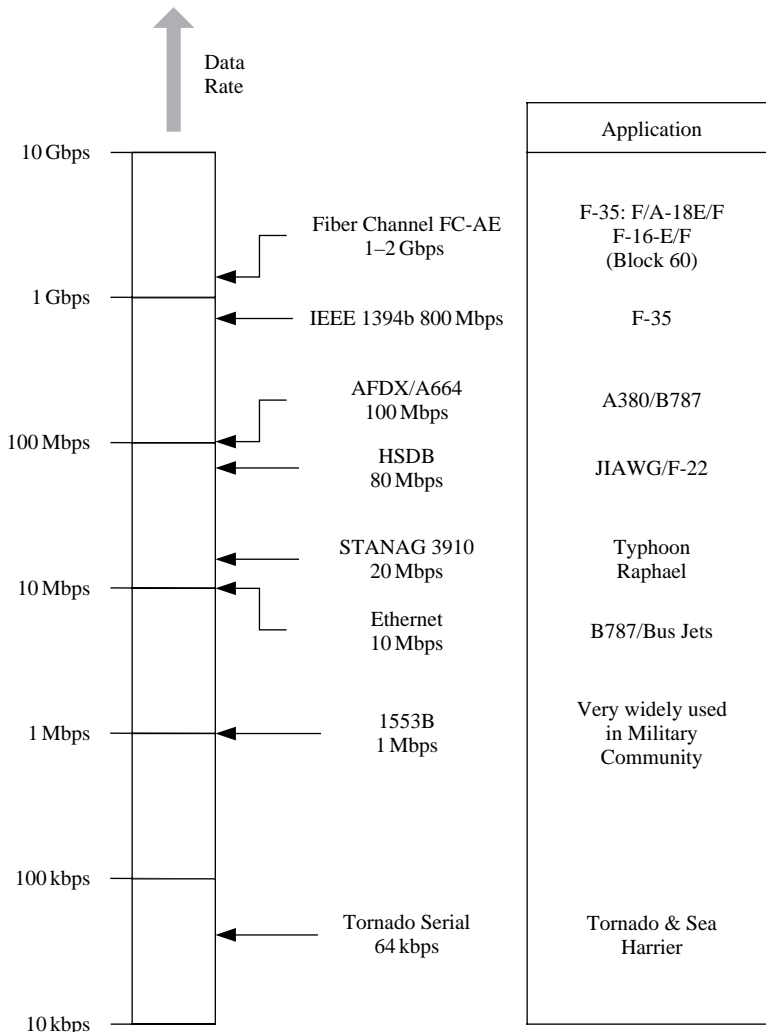 Data
Rate
Application
10 Gbps
Fiber Channel FC-AE
1–2 Gbps
F-35: F/A-18E/F
F-16-E/F
(Block 60)
1 Gbps
IEEE 1394b 800 Mbps
F-35
AFDX/A664
100 Mbps
A380/B787
100 Mbps
HSDB
80 Mbps
JIAWG/F-22
STANAG 3910
20 Mbps
Typhoon
Raphael
10 Mbps
Ethernet
10 Mbps
B787/Bus Jets
1 Mbps
1553B
1 Mbps
Very widely used
in Military
Community
100 kbps
Tornado Serial
64 kbps
Tornado & Sea
Harrier
10 kbps